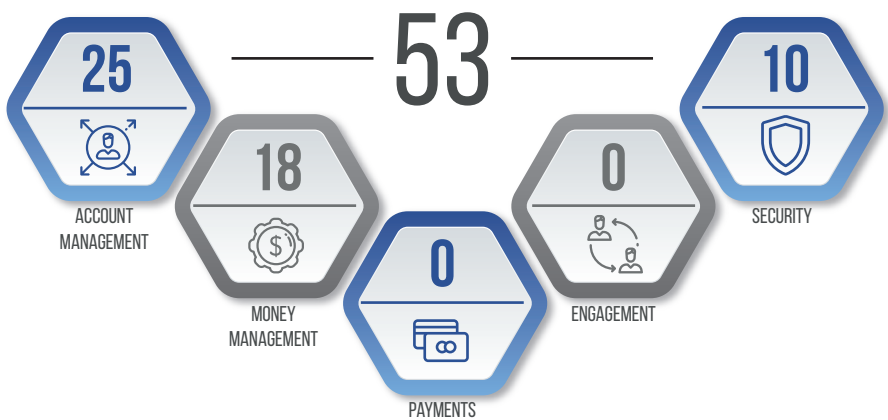 53
25
ACCOUNT
MANAGEMENT
18
$
MONEY
MANAGEMENT
0
PAYMENTS
0
ENGAGEMENT
10
SECURITY